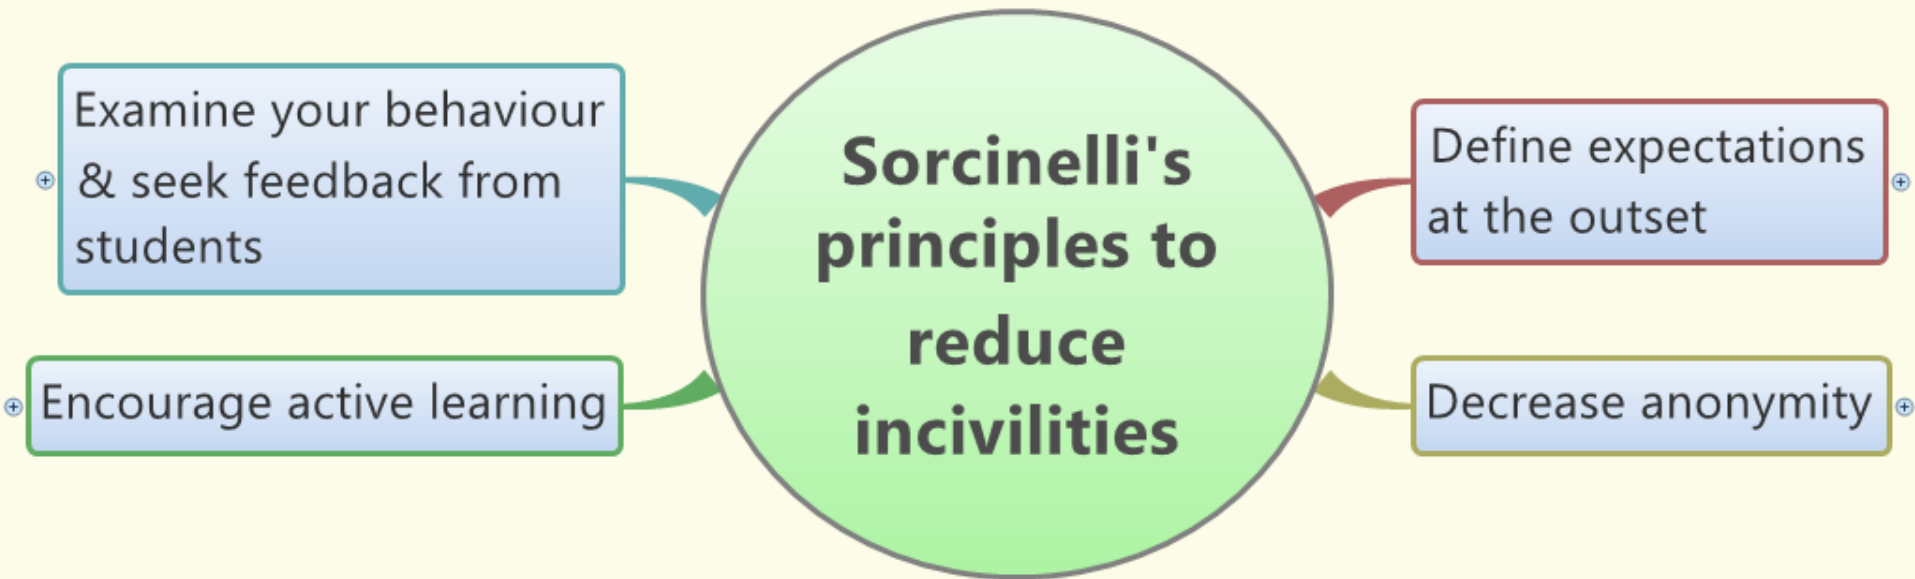 Sorcinelli's
principles to
reduce
incivilities
Define expectations
at the outset
Decrease anonymity
Encourage active learning
Examine your behaviour
& seek feedback from
students